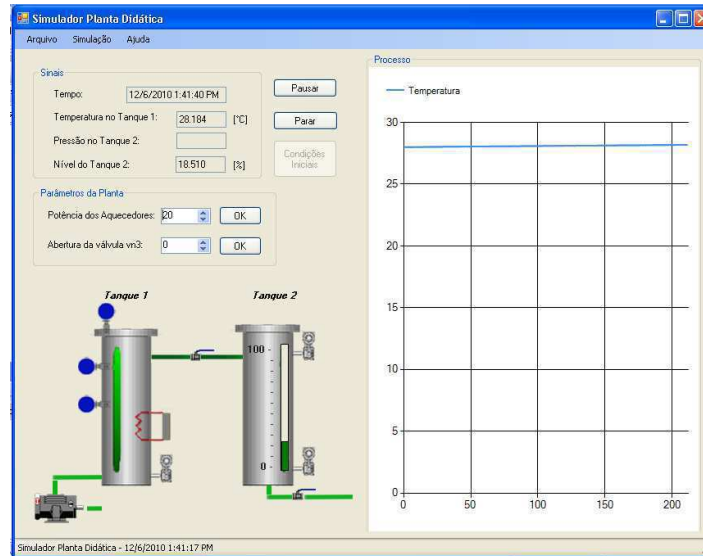 Simulador Planta Didática
Arquivo Simulação Ajuda
Sinais
Tempo: 12/6/2010 1:41:40 PM
Temperatura no Tanque 1: 28.184 [°C]
Pressão no Tanque 2:
Nível do Tanque 2: 18.510 [%]
Pausar
Parar
Condições
Iniciais
Parâmetros da Planta
Potência dos Aquecedores: 20 OK
Abertura da válvula vn3: 0 OK
Tanque 1 Tanque 2
100
0
Processo
Temperatura
30
25
20
15
10
5
0
0 50 100 150 200
Simulador Planta Didática - 12/6/2010 1:41:17 PM